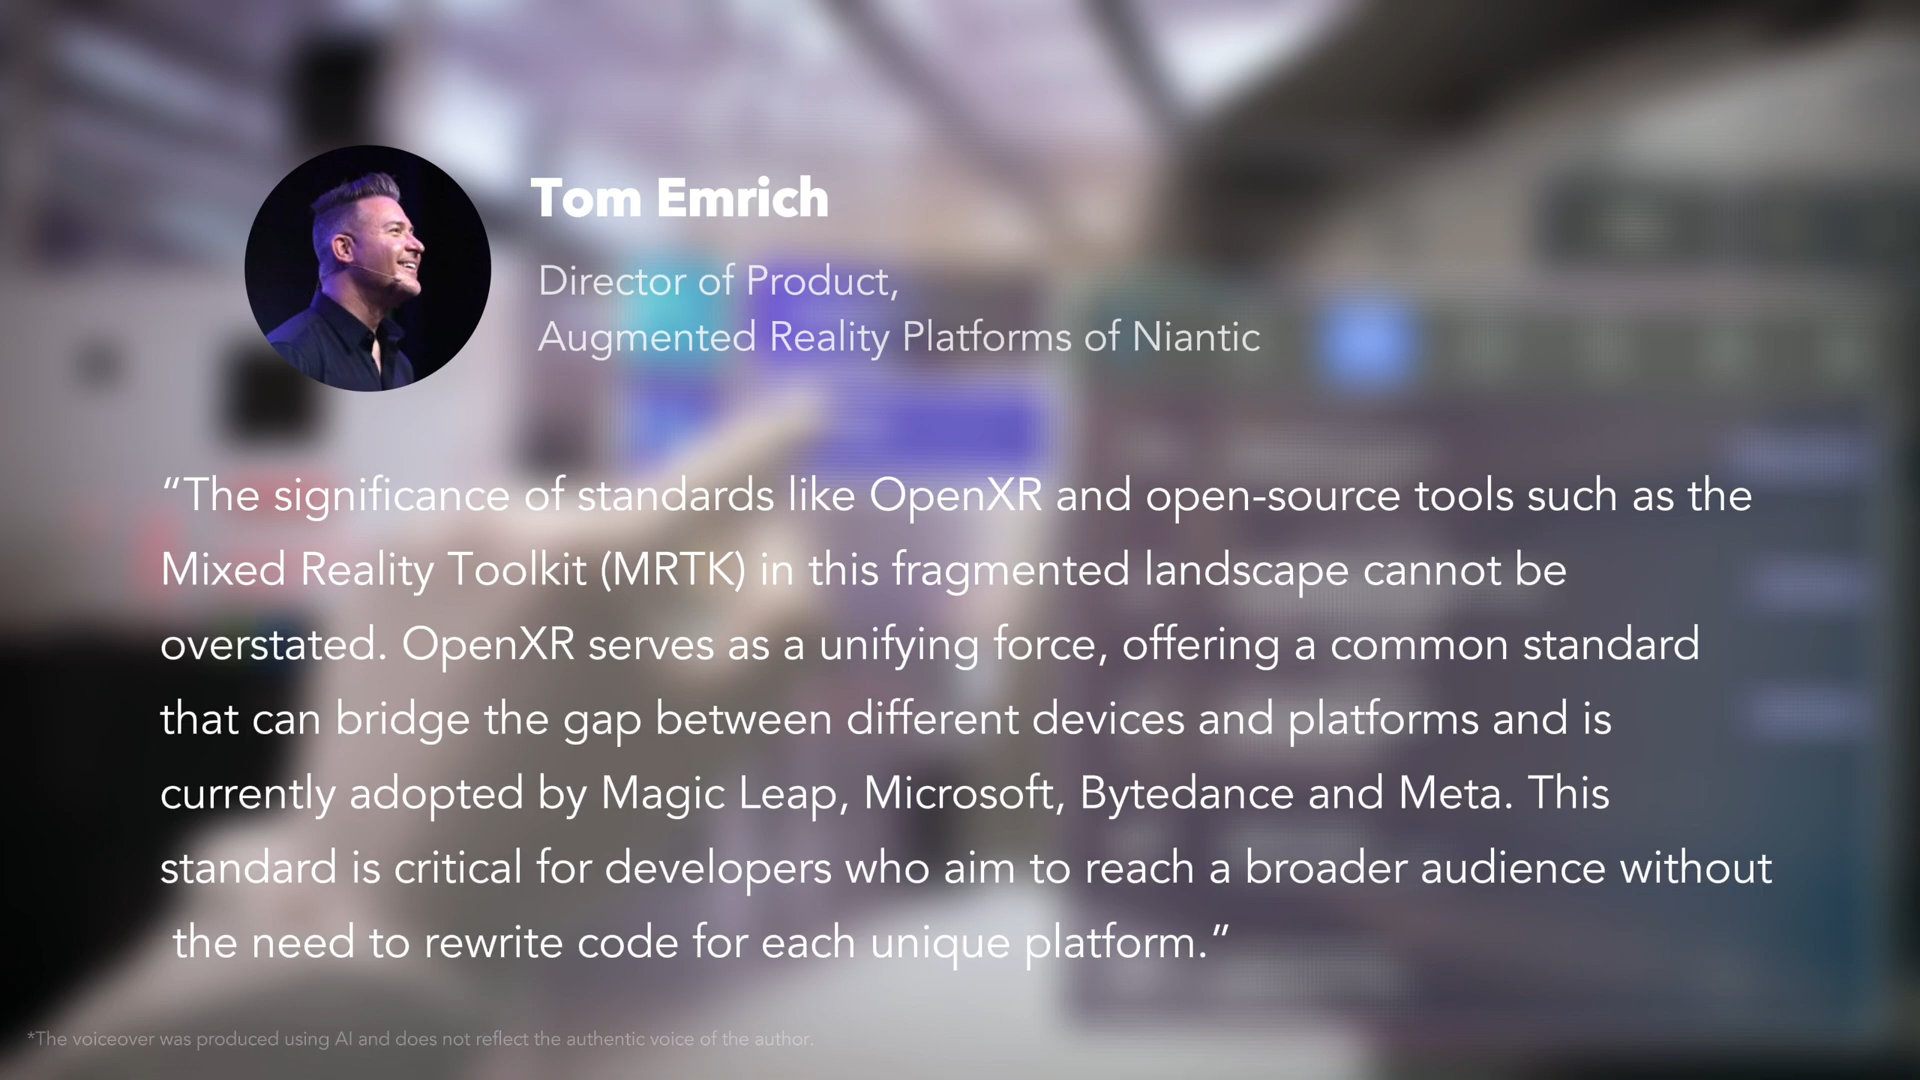 Tom Emrich
Director of Product,
Augmented Reality Platforms of Niantic
“The significance of standards like OpenXR and open-source tools such as the
Mixed Reality Toolkit (MRTK) in this fragmented landscape cannot be
overstated. OpenXR serves as a unifying force, offering a common standard
that can bridge the gap between different devices and platforms and is
currently adopted by Magic Leap, Microsoft, Bytedance and Meta. This
standard is critical for developers who aim to reach a broader audience without
the need to rewrite code for each unique platform.”
*The voiceover was produced using AI and does not reflect the authentic voice of the author.